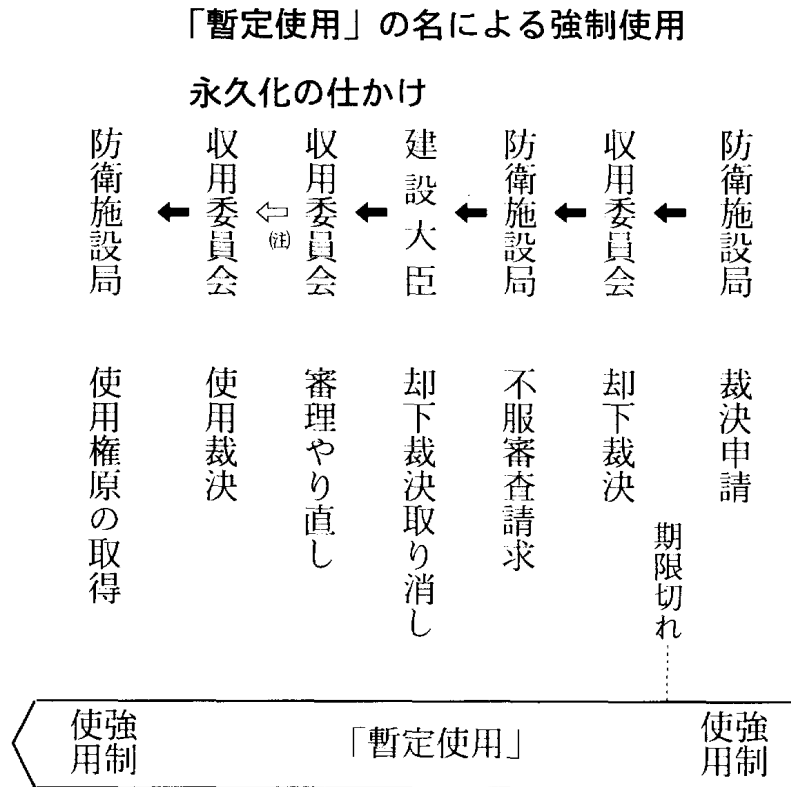 「暫定使用」の名による強制使用
永久化の仕かけ
防衛施設局 裁決申請
収用委員会 却下裁決
防衛施設局 不服審査請求
建設大臣 却下裁決取り消し
収用委員会 審理やり直し
(注)
収用委員会 使用裁決
防衛施設局 使用権原の取得
期限切れ
強制
使用
「暫定使用」
強制
使用